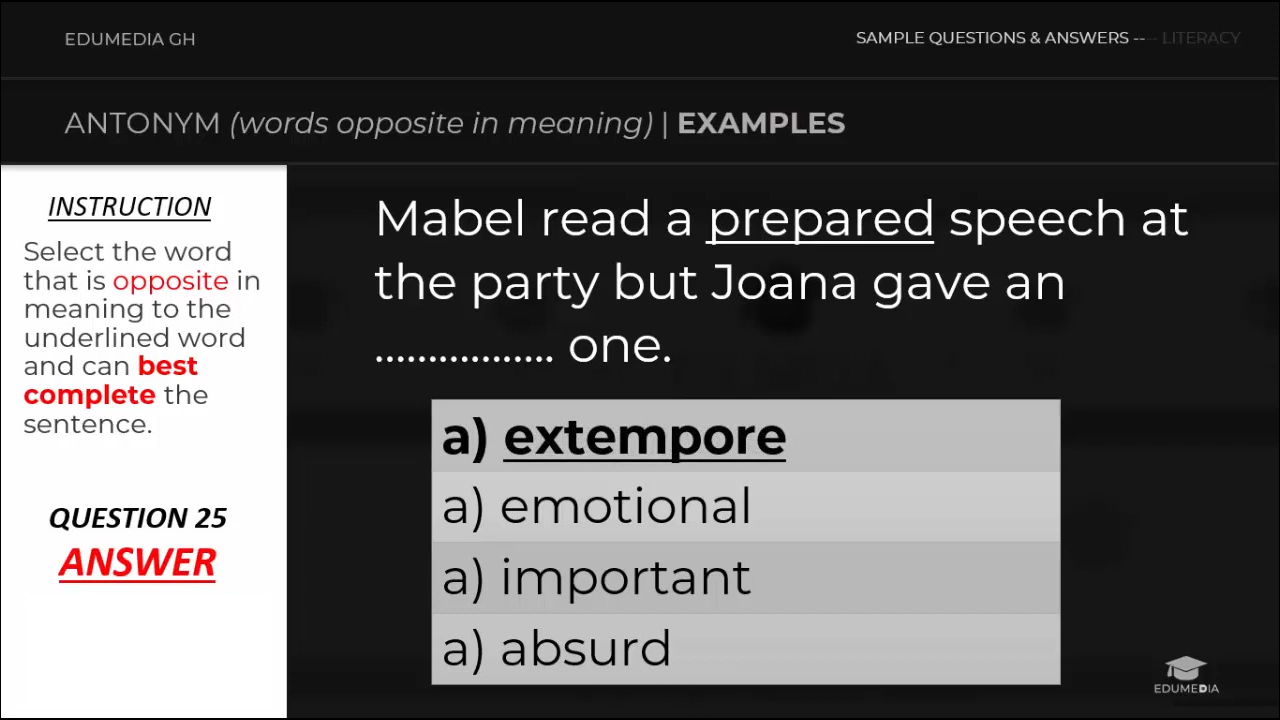 EDUMEDIA GH
SAMPLE QUESTIONS & ANSWERS ---- LITERACY
ANTONYM (words opposite in meaning) | EXAMPLES
INSTRUCTION
Select the word
that is opposite in
meaning to the
underlined word
and can best
complete the
sentence.
QUESTION 25
ANSWER
Mabel read a prepared speech at
the party but Joana gave an
................. one.
a) extempore
a) emotional
a) important
a) absurd
EDUMEDIA